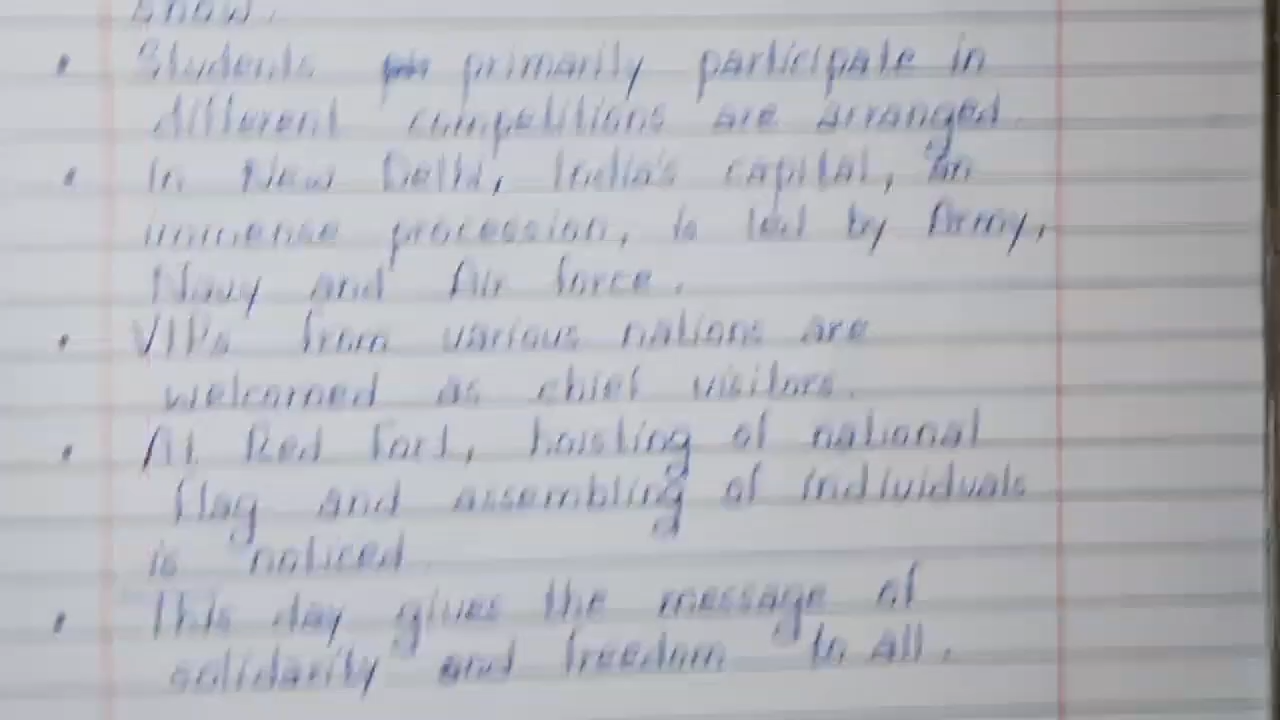 show.
• Students primarily participate in
different competitions are arranged.
• In New Delhi, India's capital, an
immense procession, is led by Army,
Navy and Air force.
• VIPs from various nations are
welcomed as chief visitors.
• At Red Fort, hoisting of national
flag and assembling of individuals
is noticed.
• This day gives the message of
solidarity and freedom to all.